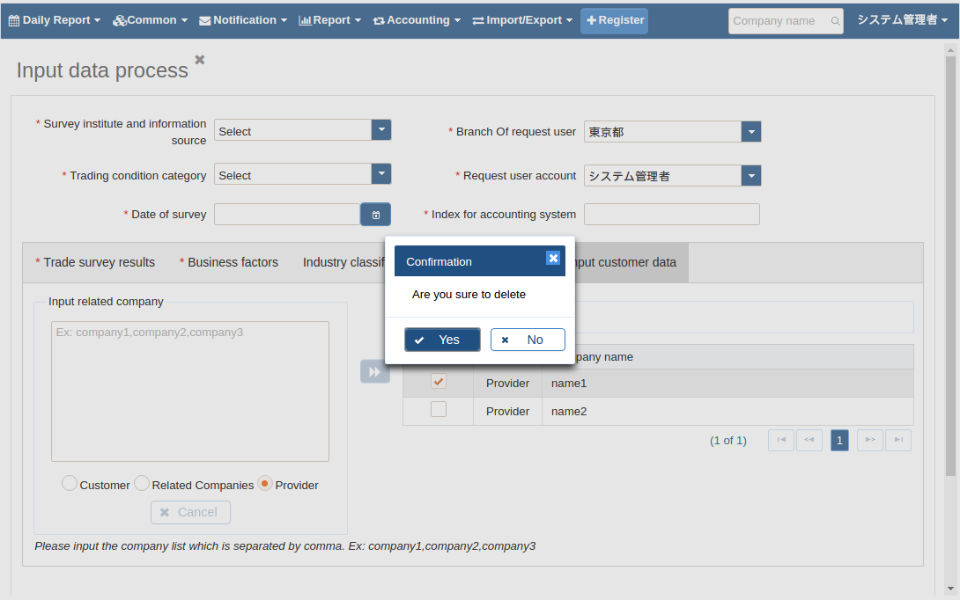 Daily Report Common Notification Report Accounting Import/Export Register Company name システム管理者
Input data process
* Survey institute and information source Select * Branch Of request user 東京都
* Trading condition category Select * Request user account システム管理者
* Date of survey * Index for accounting system
* Trade survey results * Business factors Industry classif nput customer data
Confirmation
Are you sure to delete
Yes No
Input related company
Ex: company1,company2,company3
pany name
Provider name1
Provider name2
(1 of 1) 1
Customer Related Companies Provider
Cancel
Please input the company list which is separated by comma. Ex: company1,company2,company3